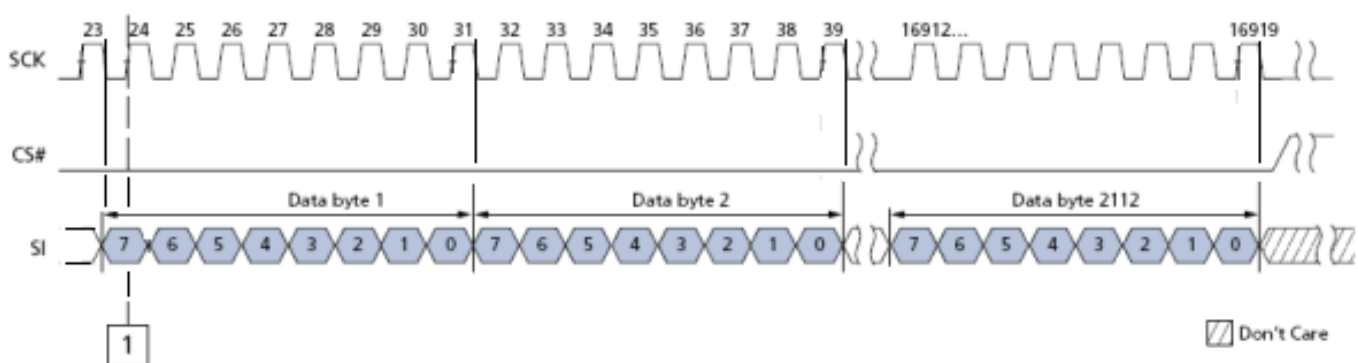 23 24 25 26 27 28 29 30 31 32 33 34 35 36 37 38 39 16912... 16919
SCK
CS#
Data byte 1 Data byte 2 Data byte 2112
SI 7 6 5 4 3 2 1 0 7 6 5 4 3 2 1 0 7 6 5 4 3 2 1 0
1 Don't Care